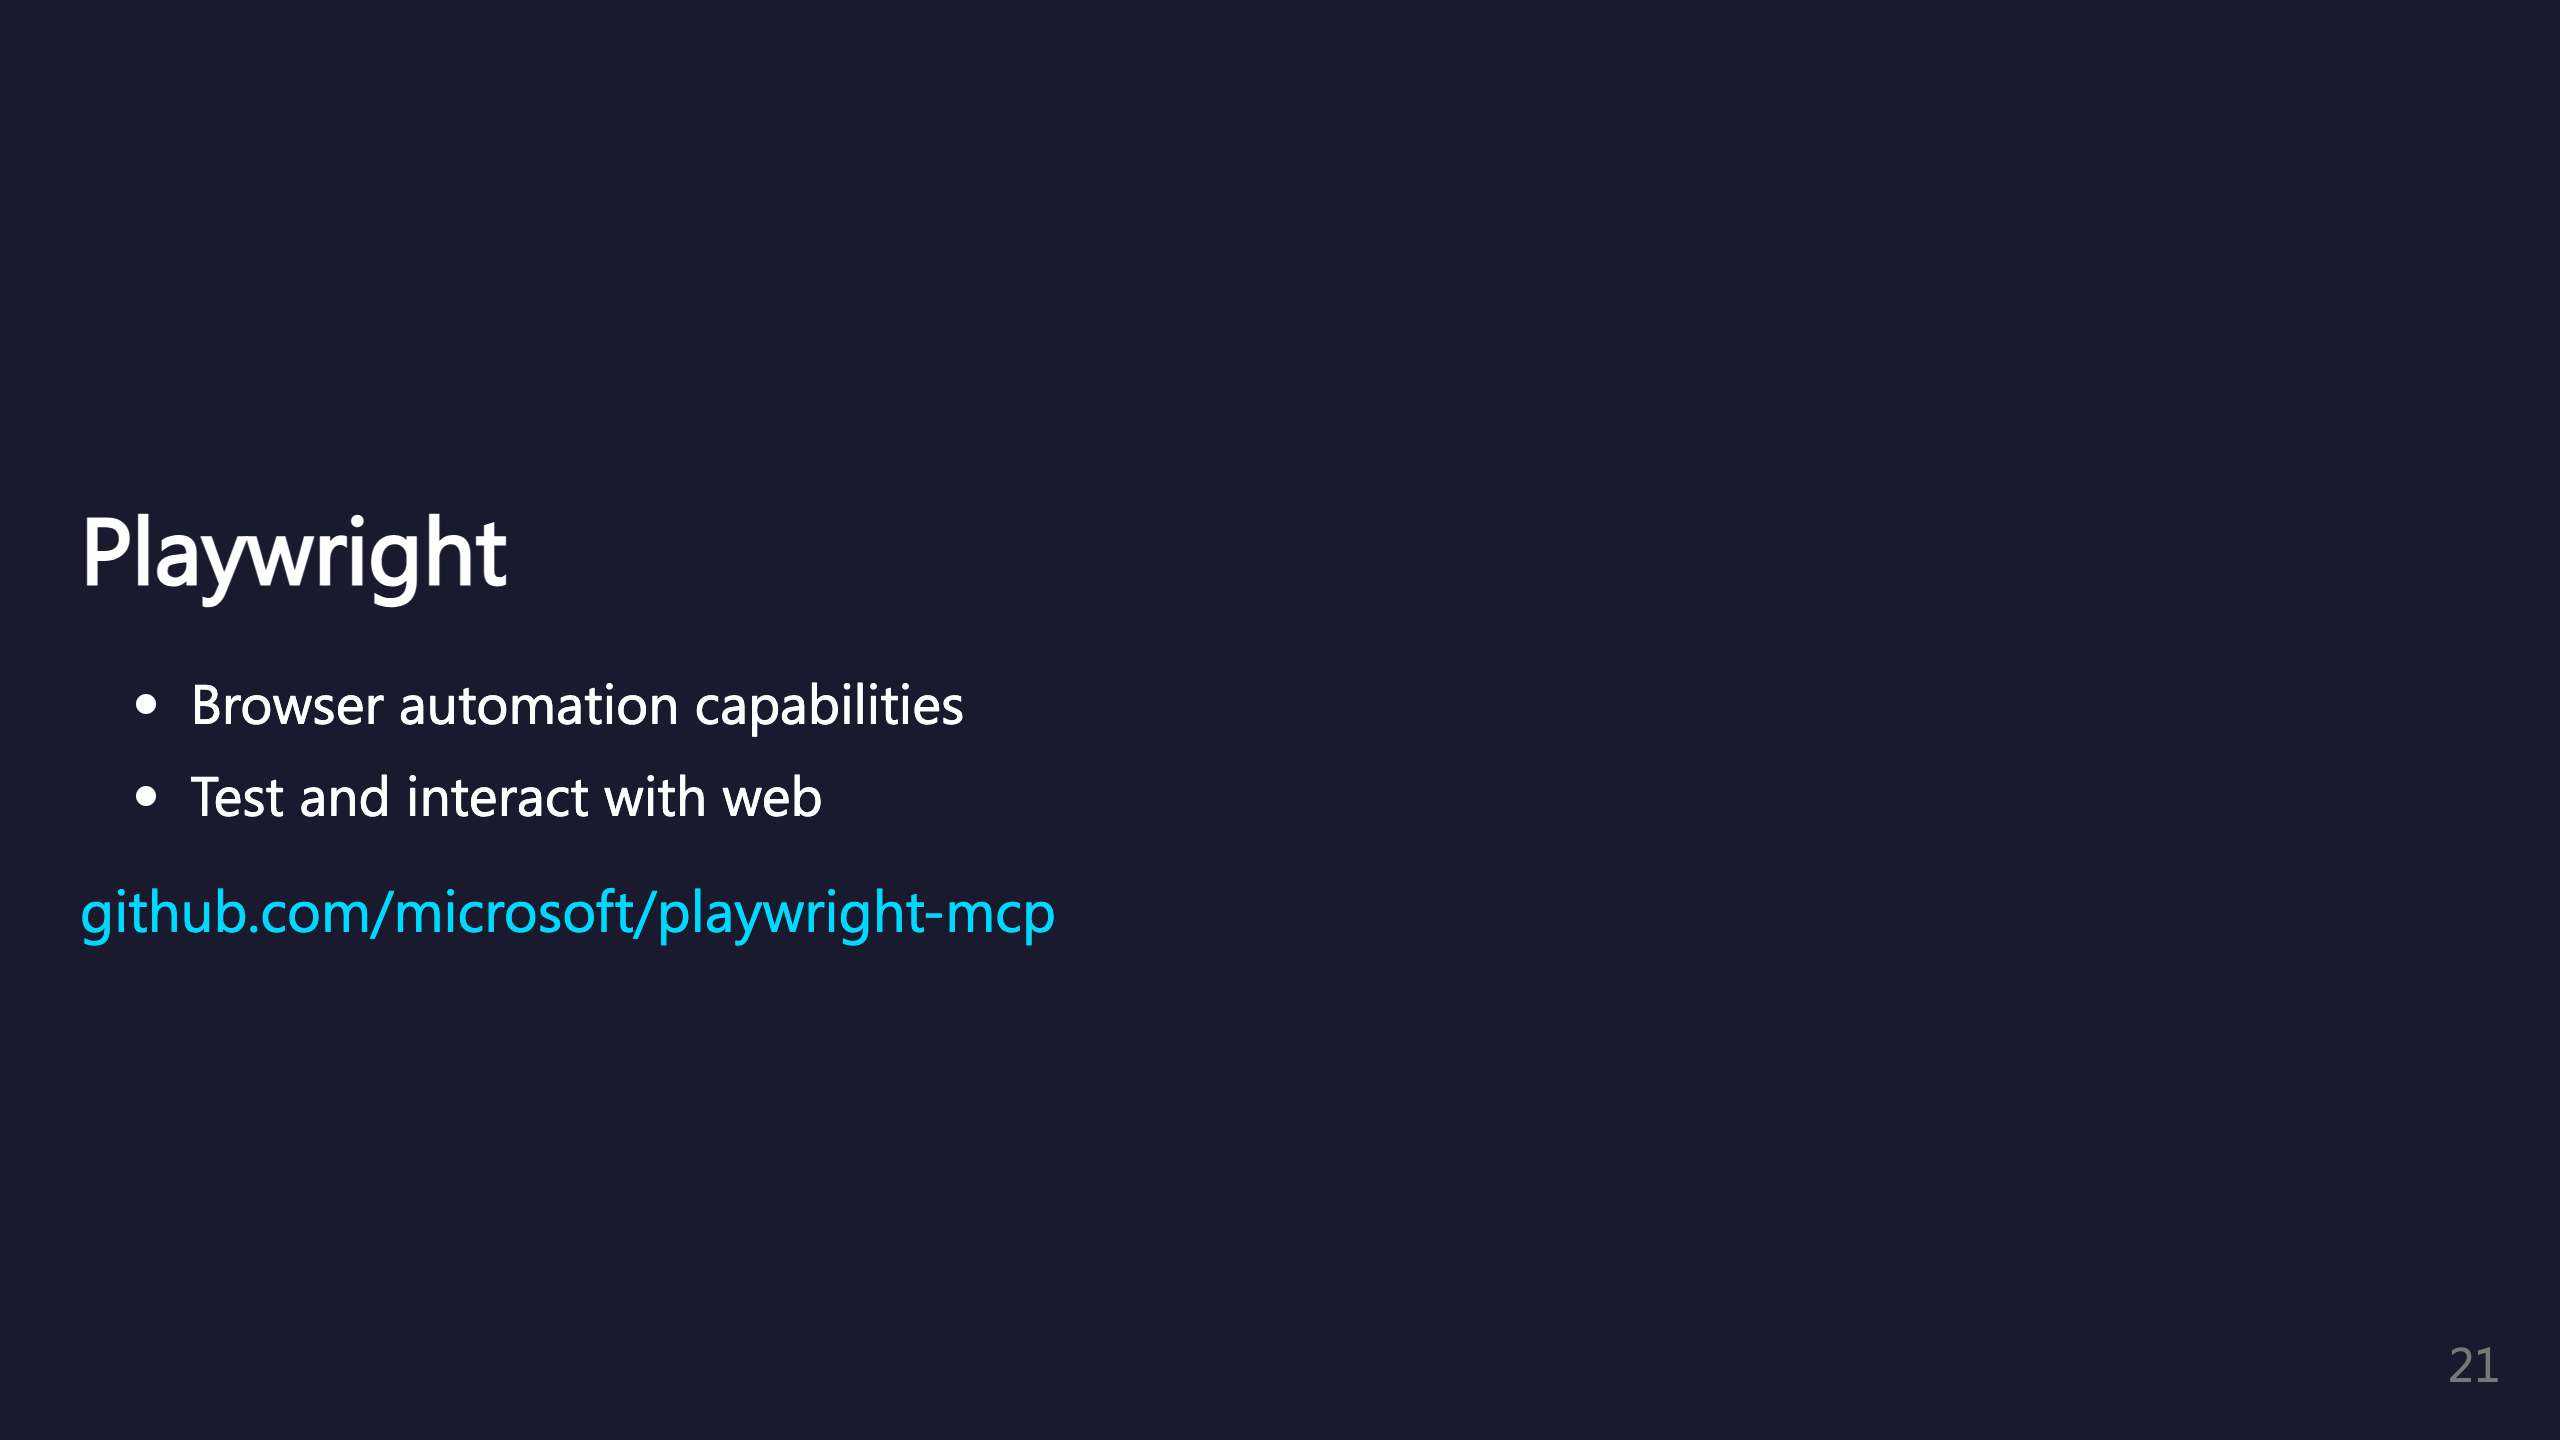 Playwright
• Browser automation capabilities
• Test and interact with web
github.com/microsoft/playwright-mcp
21